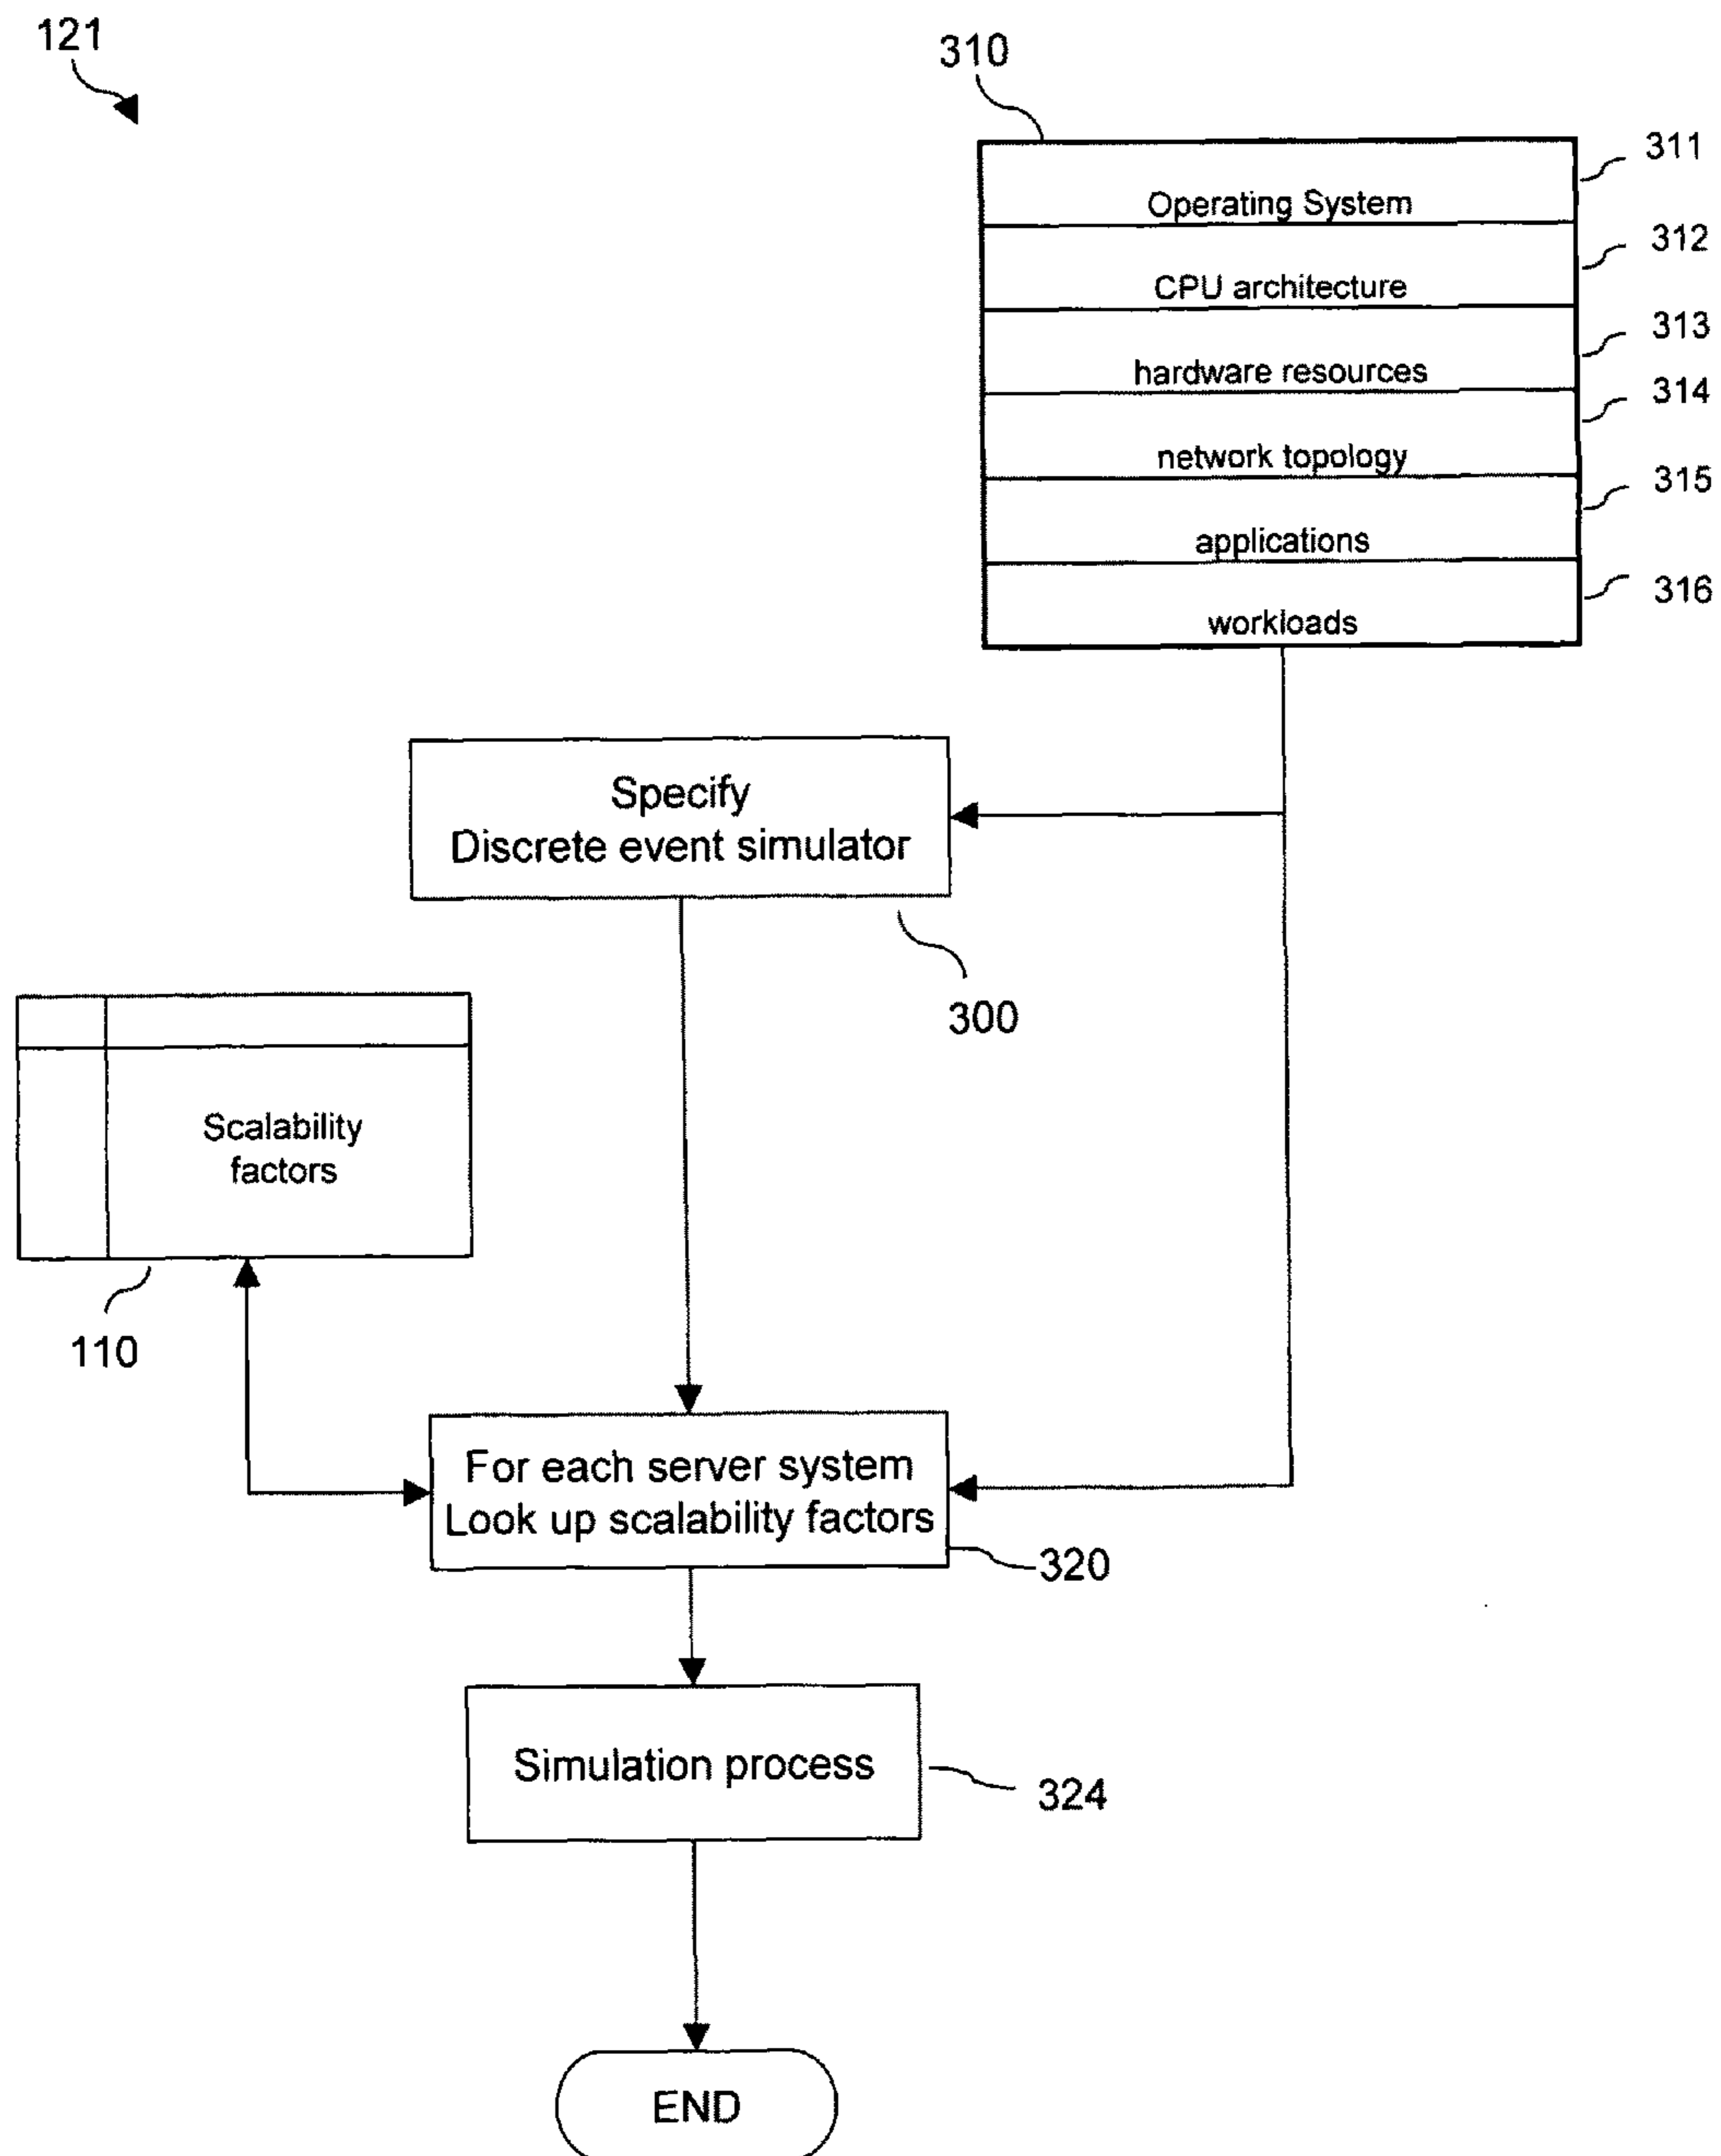 121
310
311
Operating System
312
CPU architecture
313
hardware resources
314
network topology
315
applications
316
workloads
Specify
Discrete event simulator
300
Scalability
factors
110
For each server system
Look up scalability factors
320
Simulation process
324
END